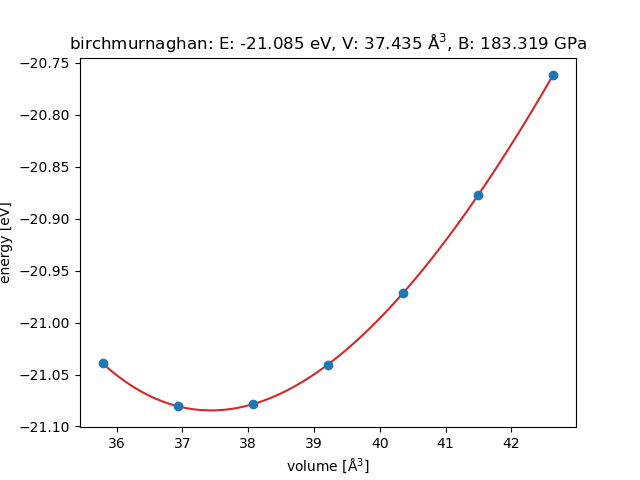 birchmurnaghan: E: -21.085 eV, V: 37.435 Å³, B: 183.319 GPa
−20.75
−20.80
−20.85
−20.90
−20.95
−21.00
−21.05
−21.10
energy [eV]
36 37 38 39 40 41 42
volume [Å³]